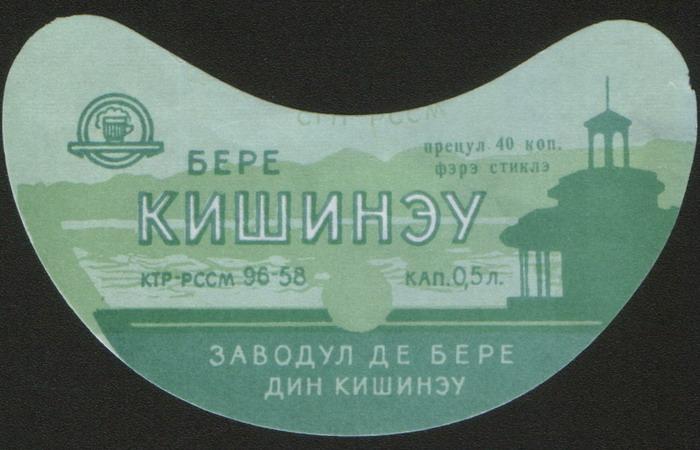 БЕРЕ
прецул 40 коп.
фэрэ стиклэ
КИШИНЭУ
КТР-РССМ 96-58
КАП. 0,5 л.
ЗАВОДУЛ ДЕ БЕРЕ
ДИН КИШИНЭУ